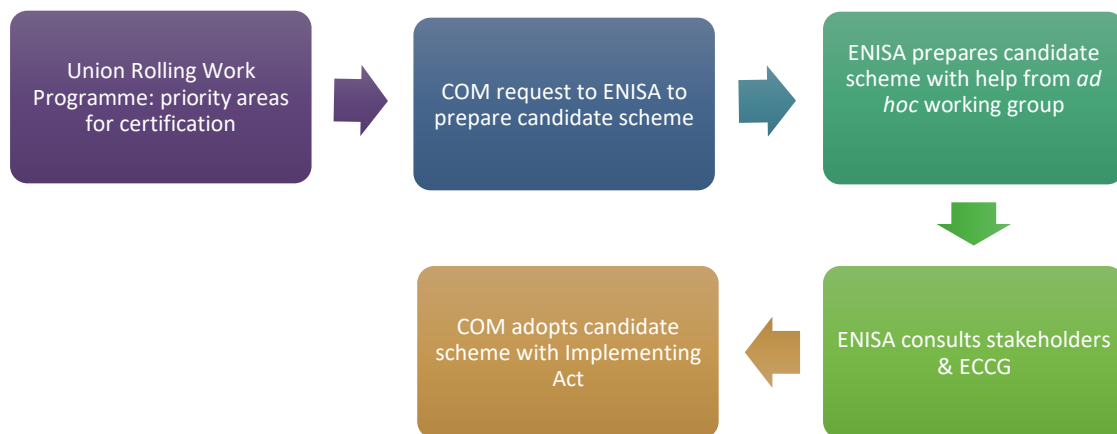 Union Rolling Work
Programme: priority areas
for certification
COM request to ENISA to
prepare candidate scheme
ENISA prepares candidate
scheme with help from ad
hoc working group
ENISA consults stakeholders
& ECCG
COM adopts candidate
scheme with Implementing
Act